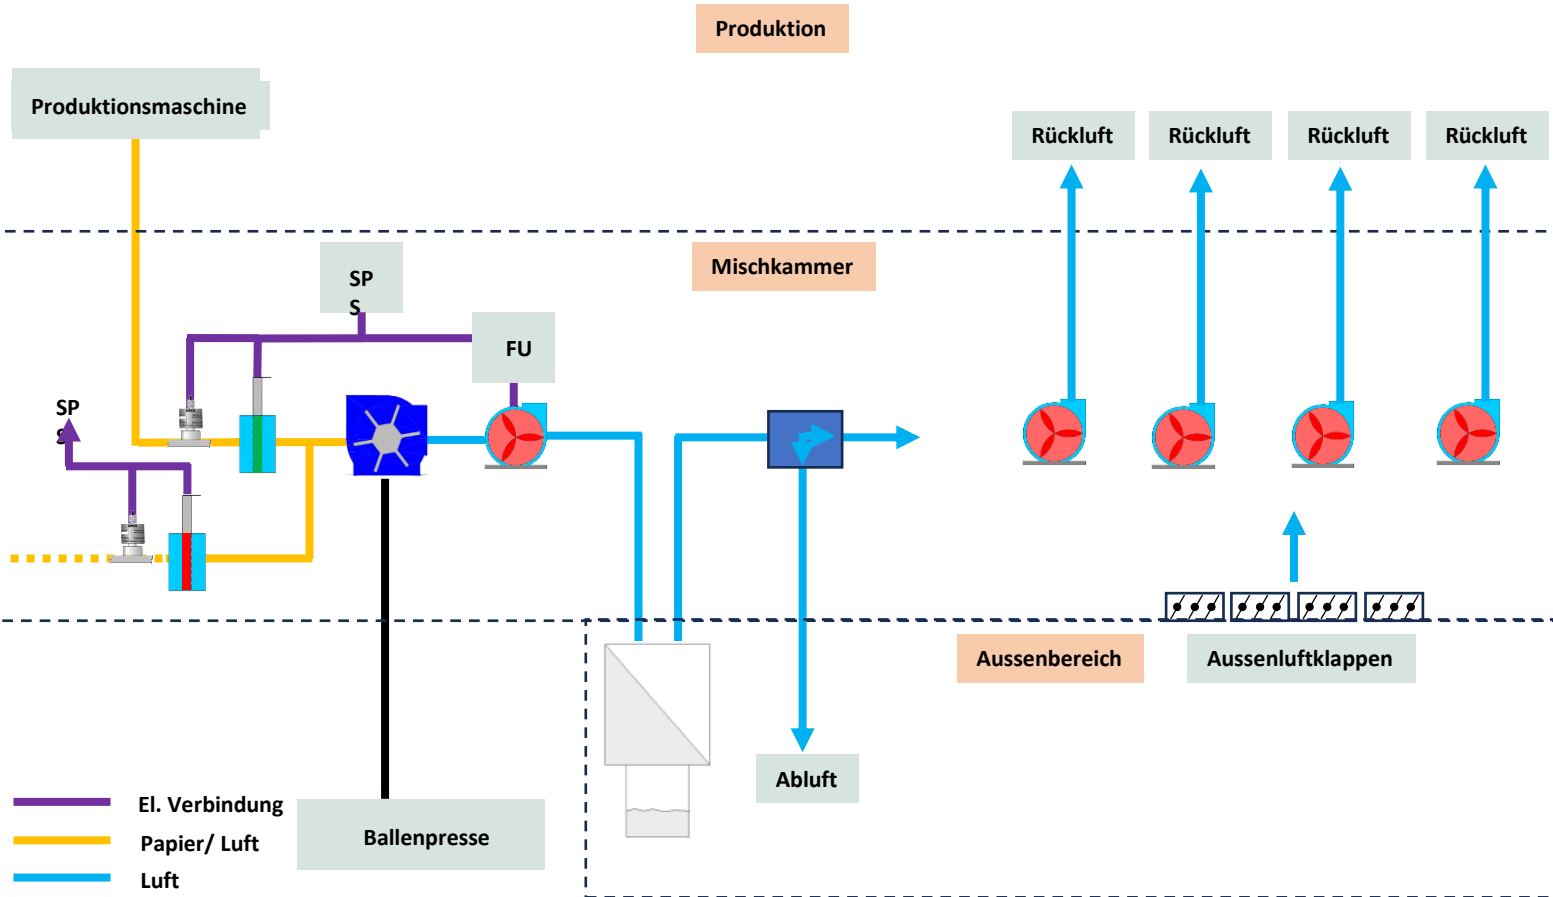 Produktion
Produktionsmaschine
Rückluft
Rückluft
Rückluft
Rückluft
Mischkammer
SP
S
FU
SP
S
Aussenbereich
Aussenluftklappen
Abluft
El. Verbindung
Papier/ Luft
Luft
Ballenpresse